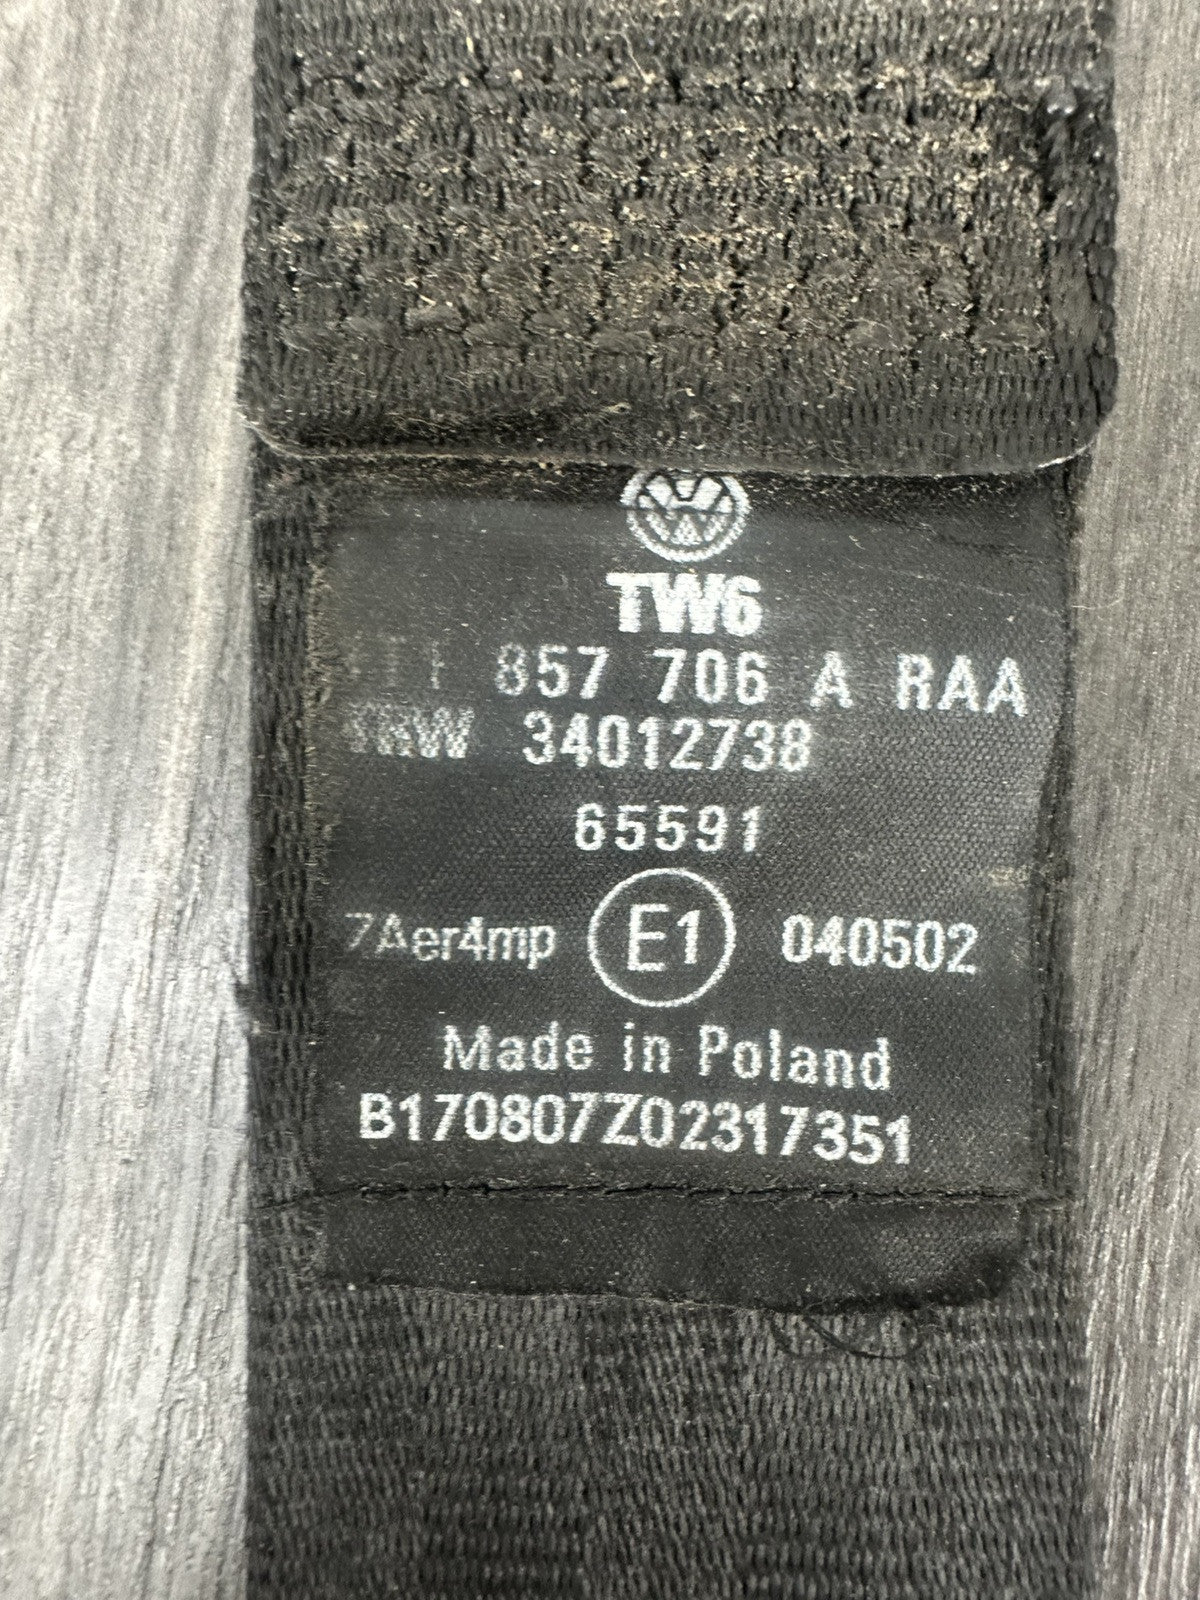 TW6
857 706 A RAA
34012738
65591
7Aer4mp E1 040502
Made in Poland
B170807Z02317351